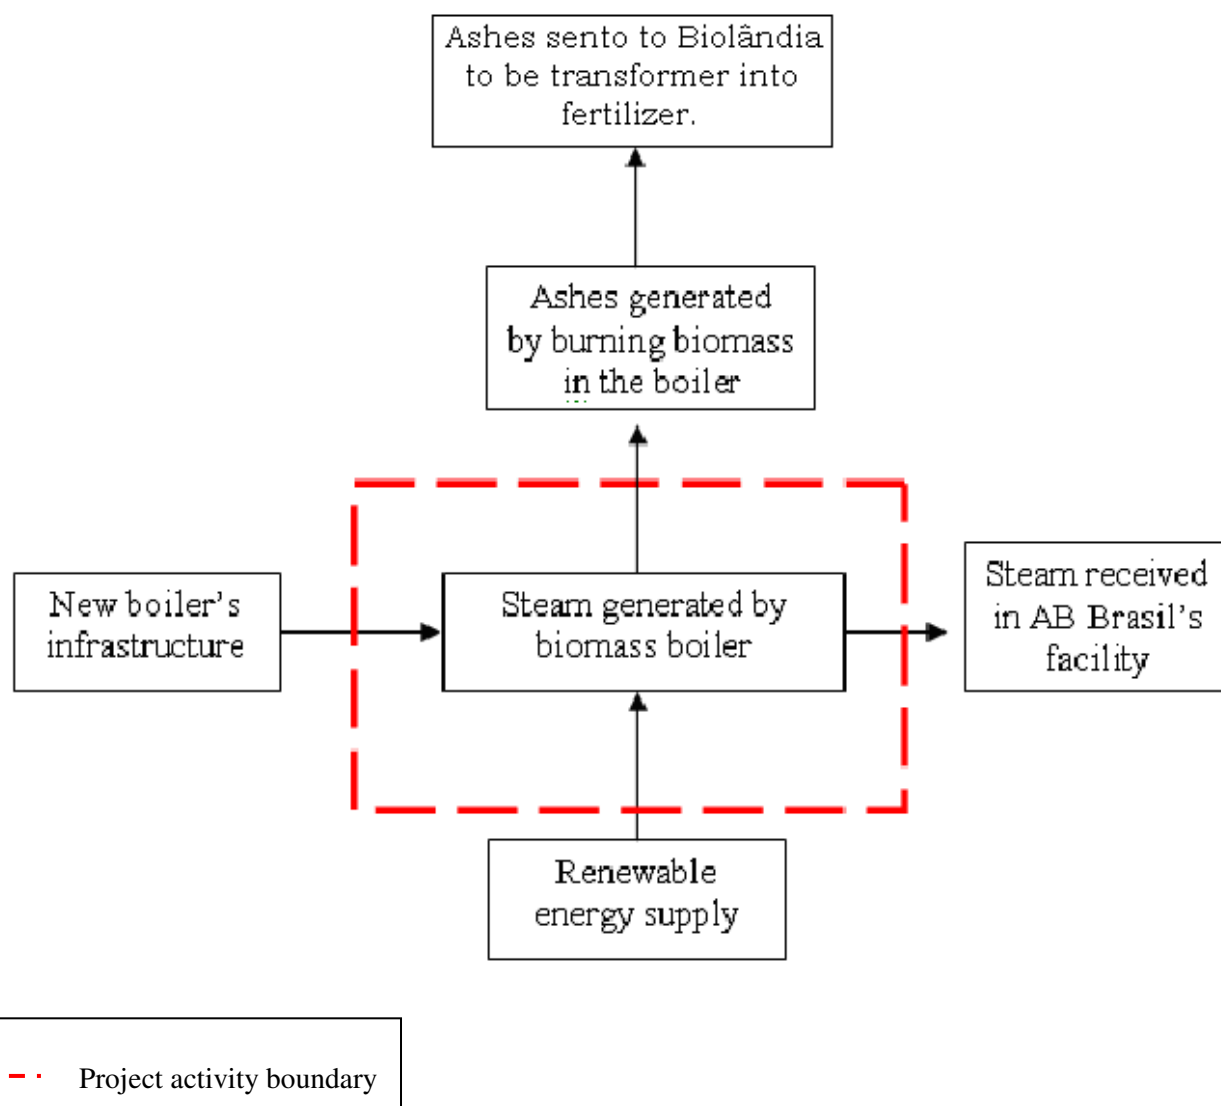 Ashes sento to Biolândia
to be transformer into
fertilizer.
Ashes generated
by burning biomass
in the boiler
New boiler's
infrastructure
Steam generated by
biomass boiler
Steam received
in AB Brasil's
facility
Renewable
energy supply
Project activity boundary